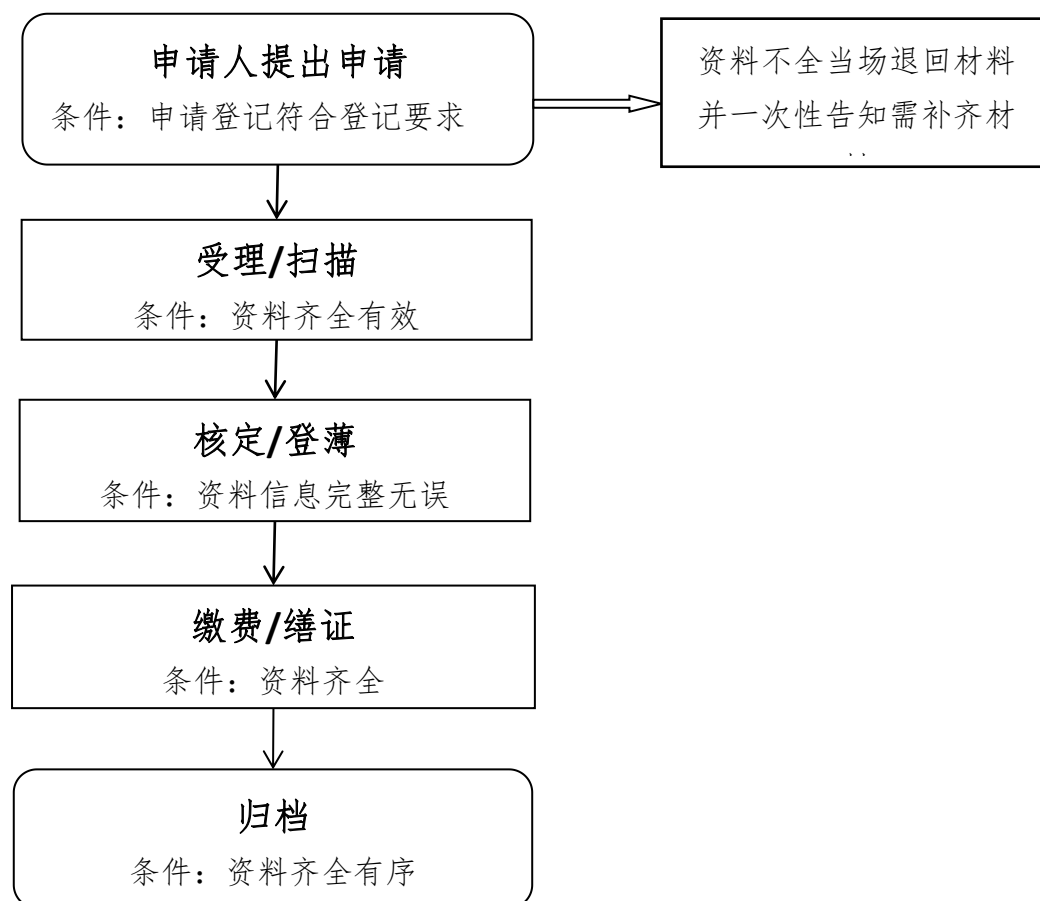 申请人提出申请
条件：申请登记符合登记要求
资料不全当场退回材料
并一次性告知需补齐材
受理/扫描
条件：资料齐全有效
核定/登薄
条件：资料信息完整无误
缴费/缮证
条件：资料齐全
归档
条件：资料齐全有序